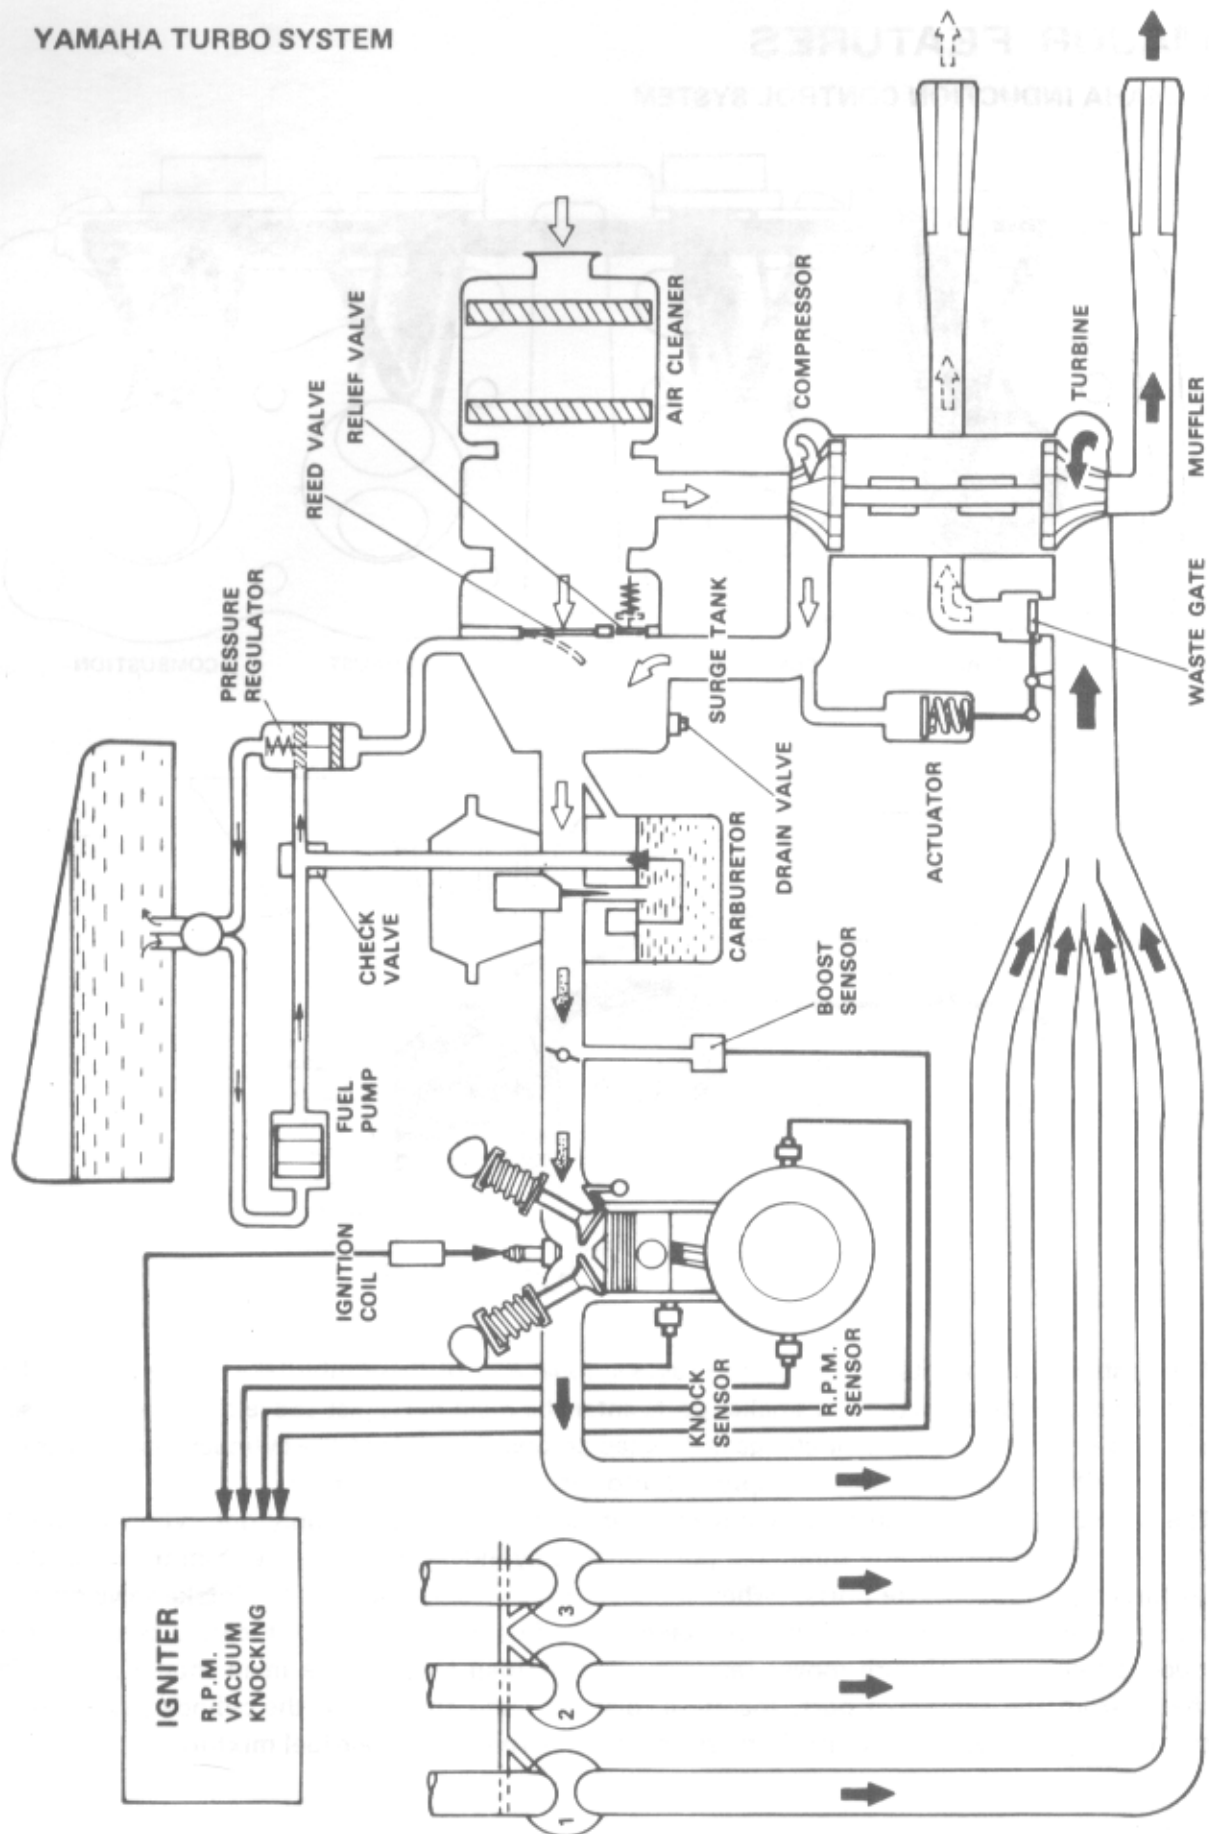 YAMAHA TURBO SYSTEM
REED VALVE
RELIEF VALVE
AIR CLEANER
COMPRESSOR
TURBINE
MUFFLER
PRESSURE
REGULATOR
SURGE TANK
WASTE GATE
DRAIN VALVE
ACTUATOR
CARBURETOR
CHECK
VALVE
BOOST
SENSOR
FUEL
PUMP
IGNITION
COIL
KNOCK
SENSOR
R.P.M.
SENSOR
IGNITER
R.P.M.
VACUUM
KNOCKING
3
2
1